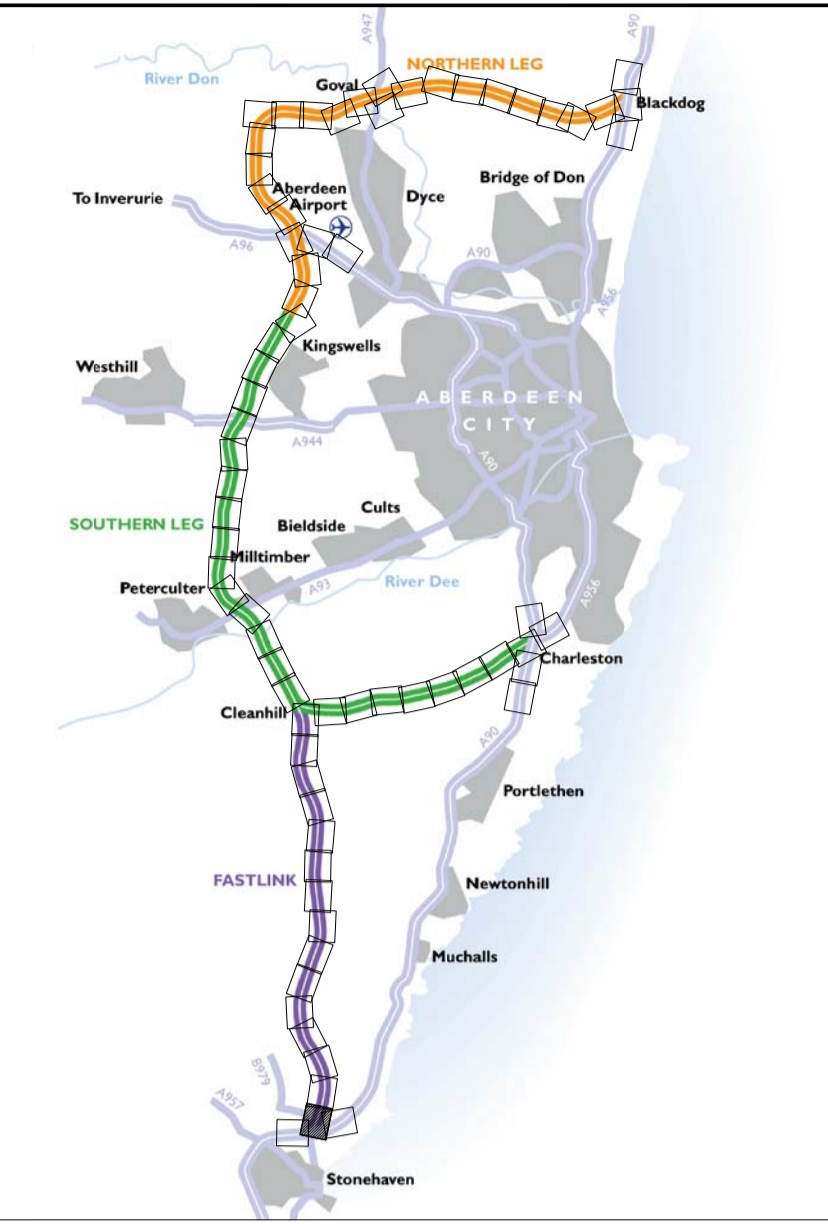 A947
A90
NORTHERN LEG
River Don
Goval
Blackdog
Bridge of Don
Aberdeen
Airport
Dyce
To Inverurie
A96
A90
A956
Kingswells
Westhill
ABERDEEN
CITY
A944
A90
Cults
SOUTHERN LEG
Bieldside
Milltimber
Peterculter
A93
River Dee
A956
Charleston
Cleanhill
A90
Portlethen
FASTLINK
Newtonhill
Muchalls
B979
A957
Stonehaven